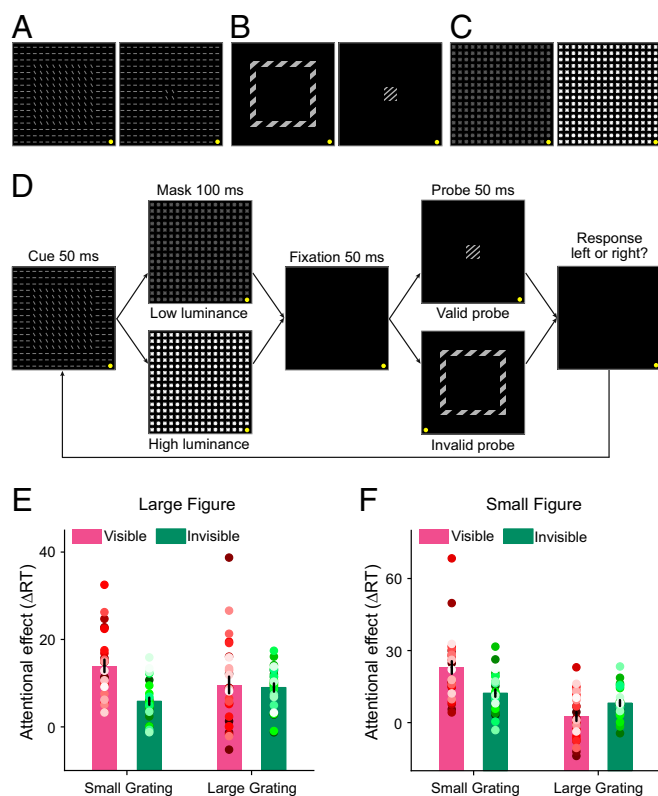 A
B
C
D
Mask 100 ms
Probe 50 ms
Cue 50 ms
Fixation 50 ms
Response
left or right?
Low luminance
Valid probe
High luminance
Invalid probe
E
Large Figure
Visible
Invisible
Attentional effect (ΔRT)
40
20
0
Small Grating
Large Grating
F
Small Figure
Visible
Invisible
Attentional effect (ΔRT)
60
30
0
Small Grating
Large Grating